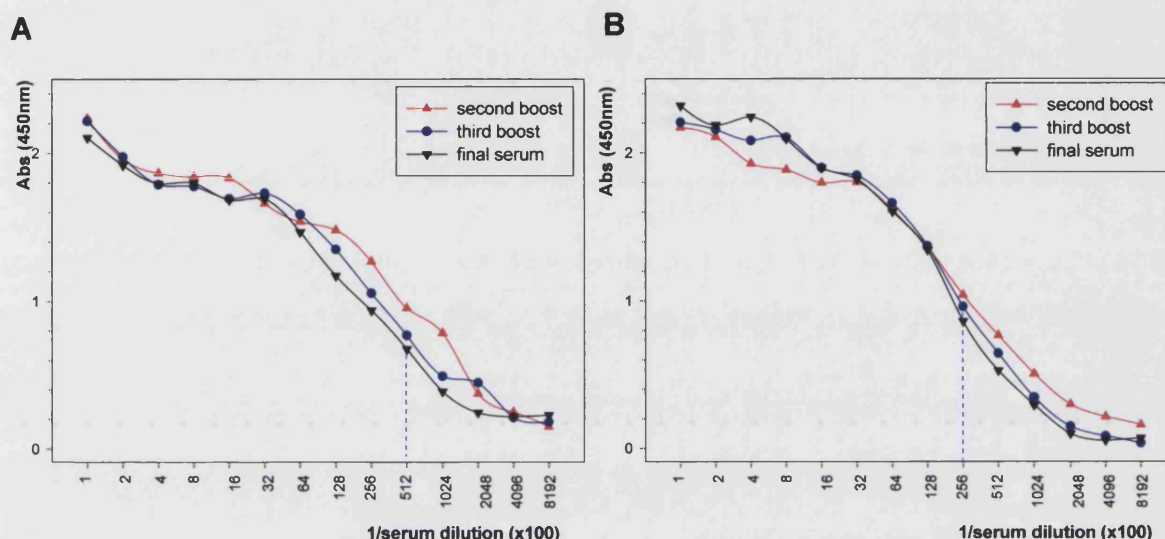 A
Abs (450nm)
2
1
0
second boost
third boost
final serum
1 2 4 8 16 32 64 128 256 512 1024 2048 4096 8192
1/serum dilution (x100)
B
Abs (450nm)
2
1
0
second boost
third boost
final serum
1 2 4 8 16 32 64 128 256 512 1024 2048 4096 8192
1/serum dilution (x100)